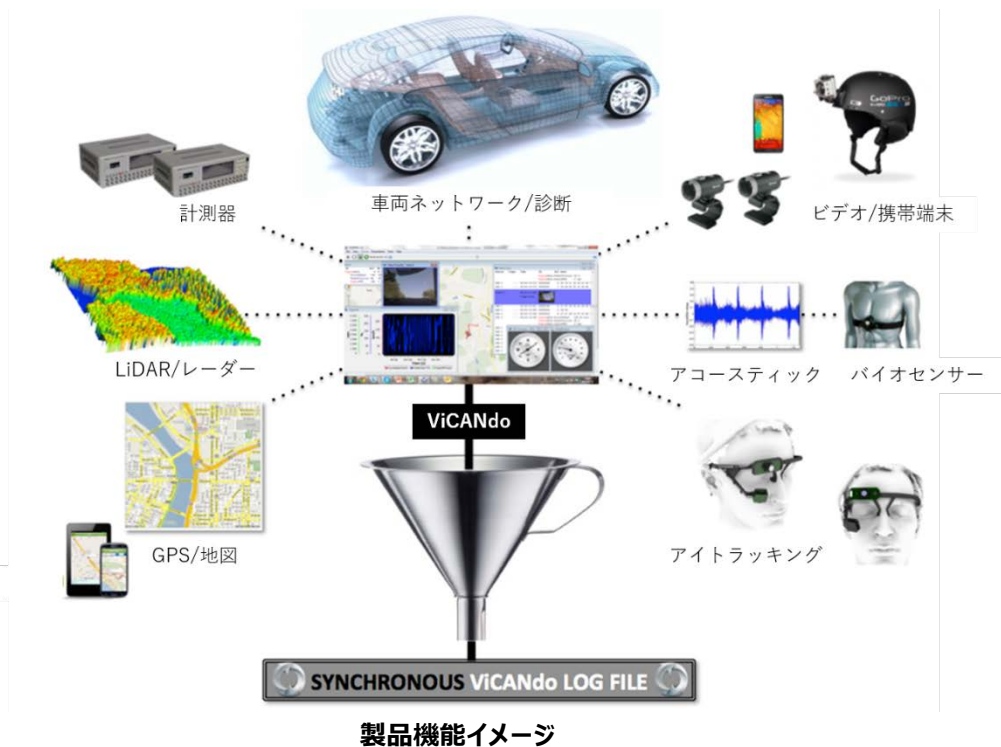 GoPro
計測器
車両ネットワーク/診断
ビデオ/携帯端末
LiDAR/レーダー
アコースティック
バイオセンサー
ViCANdo
GPS/地図
アイトラッキング
SYNCHRONOUS ViCANdo LOG FILE
製品機能イメージ